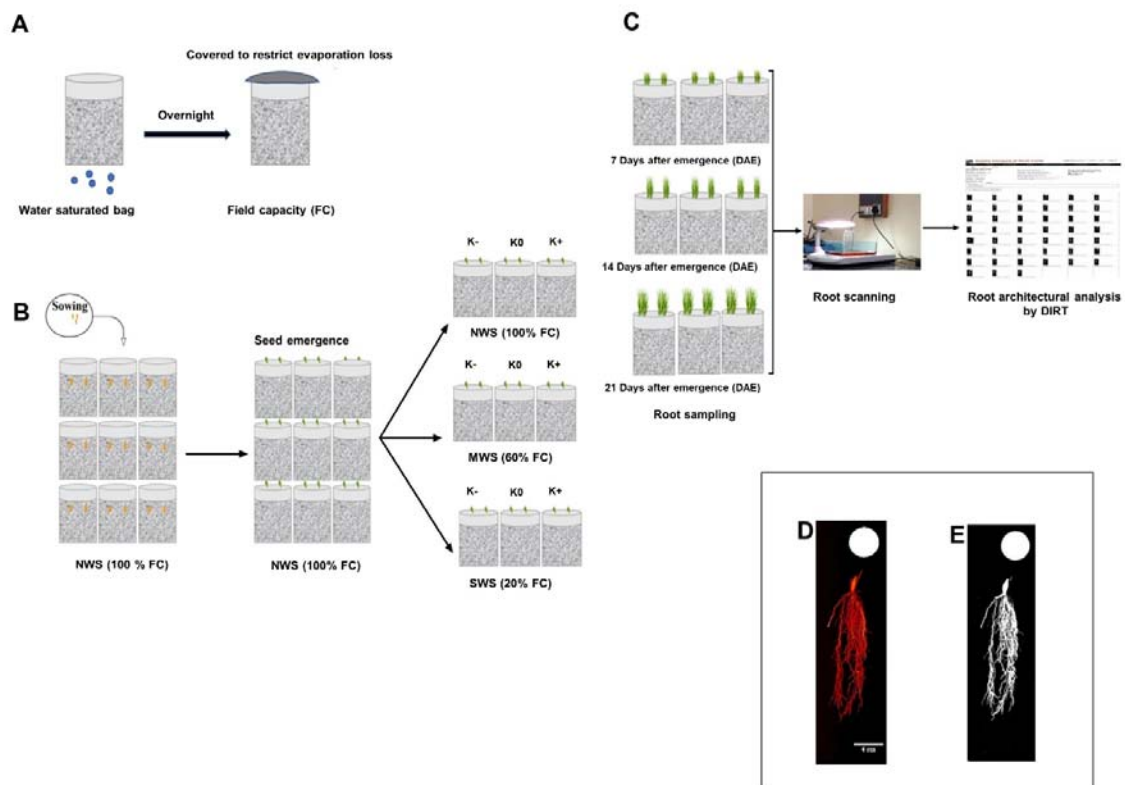 A
Covered to restrict evaporation loss
Overnight
Water saturated bag
Field capacity (FC)
B
Sowing
Seed emergence
NWS (100 % FC)
NWS (100% FC)
K-
K0
K+
NWS (100% FC)
K-
K0
K+
MWS (60% FC)
K-
K0
K+
SWS (20% FC)
C
7 Days after emergence (DAE)
14 Days after emergence (DAE)
21 Days after emergence (DAE)
Root sampling
Root scanning
Root architectural analysis
by DIRT
D
E